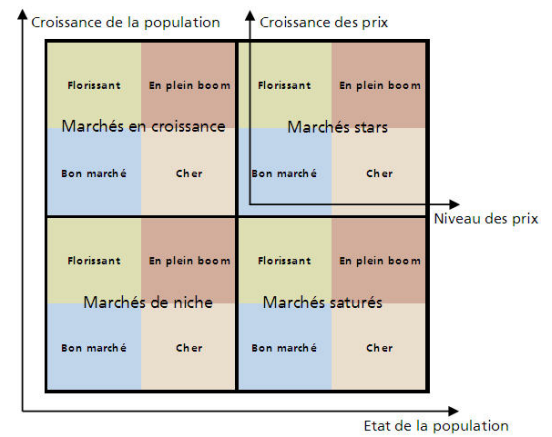 Croissance de la population
Croissance des prix
Florissant
En plein boom
Florissant
En plein boom
Marchés en croissance
Marchés stars
Bon marché
Cher
Bon marché
Cher
Niveau des prix
Florissant
En plein boom
Florissant
En plein boom
Marchés de niche
Marchés saturés
Bon marché
Cher
Bon marché
Cher
Etat de la population